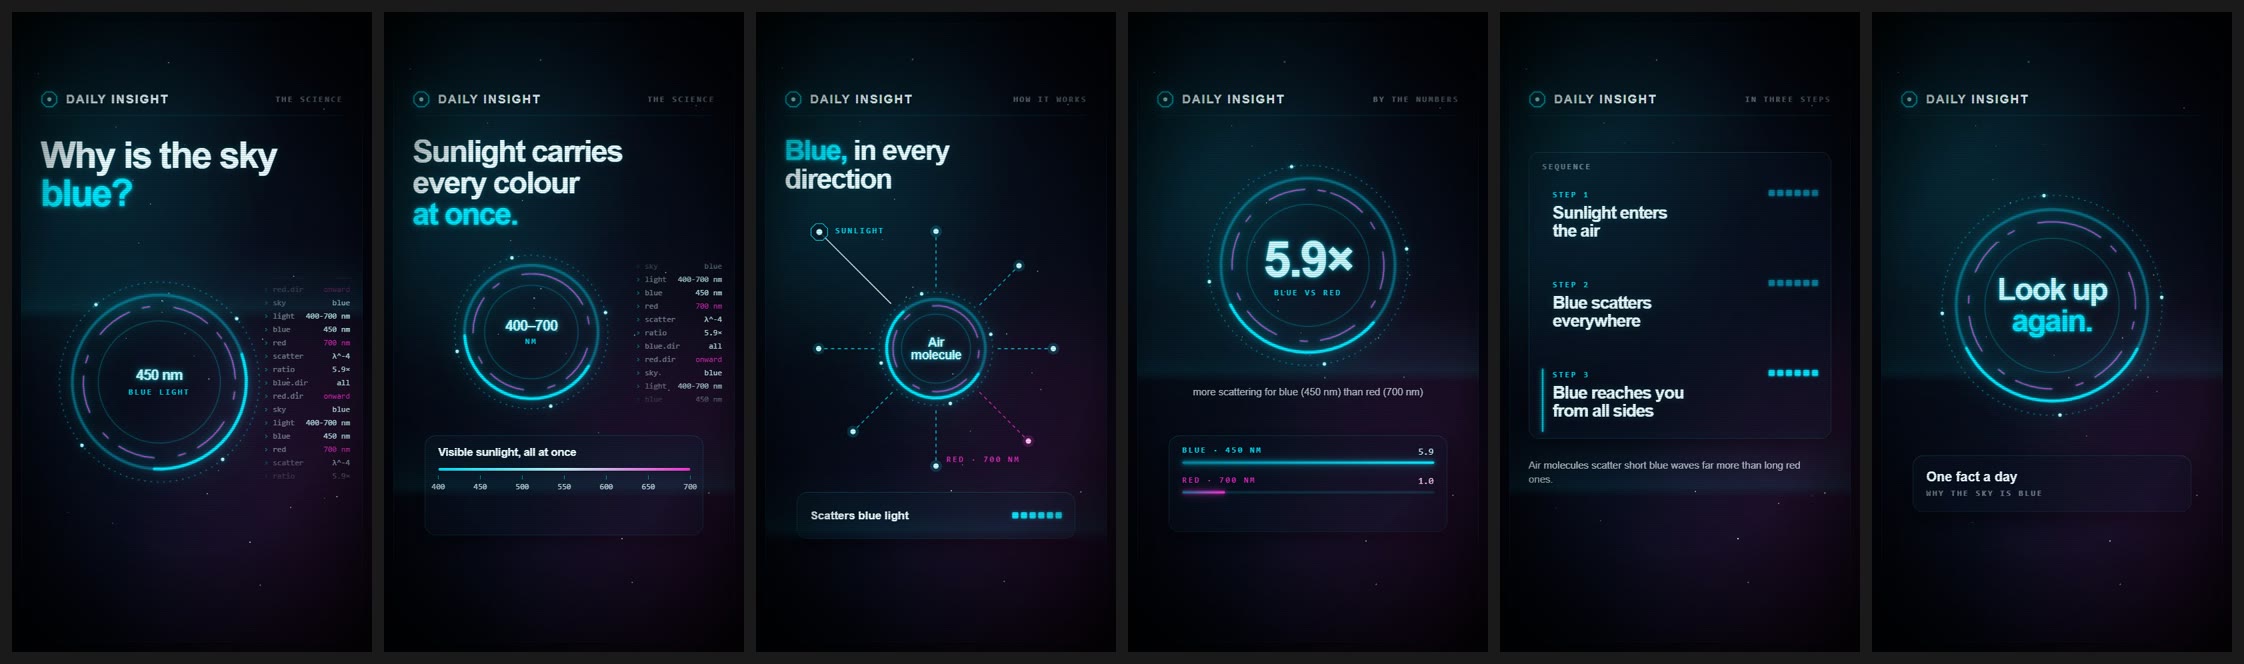 DAILY INSIGHT
THE SCIENCE
Why is the sky
blue?
450 nm
BLUE LIGHT
› red.dir onward
› sky blue
› light 400-700 nm
› blue 450 nm
› red 700 nm
› scatter λ^-4
› ratio 5.9×
› blue.dir all
› red.dir onward
› sky blue
› light 400-700 nm
› blue 450 nm
› red 700 nm
› scatter λ^-4
› ratio 5.9×
DAILY INSIGHT
THE SCIENCE
Sunlight carries
every colour
at once.
400–700
NM
› sky blue
› light 400-700 nm
› blue 450 nm
› red 700 nm
› scatter λ^-4
› ratio 5.9×
› blue.dir all
› red.dir onward
› sky blue
› light 400-700 nm
› blue 450 nm
Visible sunlight, all at once
400 450 500 550 600 650 700
DAILY INSIGHT
HOW IT WORKS
Blue, in every
direction
SUNLIGHT
Air
molecule
RED · 700 NM
Scatters blue light
DAILY INSIGHT
BY THE NUMBERS
5.9×
BLUE VS RED
more scattering for blue (450 nm) than red (700 nm)
BLUE · 450 NM 5.9
RED · 700 NM 1.0
DAILY INSIGHT
IN THREE STEPS
SEQUENCE
STEP 1
Sunlight enters
the air
STEP 2
Blue scatters
everywhere
STEP 3
Blue reaches you
from all sides
Air molecules scatter short blue waves far more than long red
ones.
DAILY INSIGHT
Look up
again.
One fact a day
WHY THE SKY IS BLUE